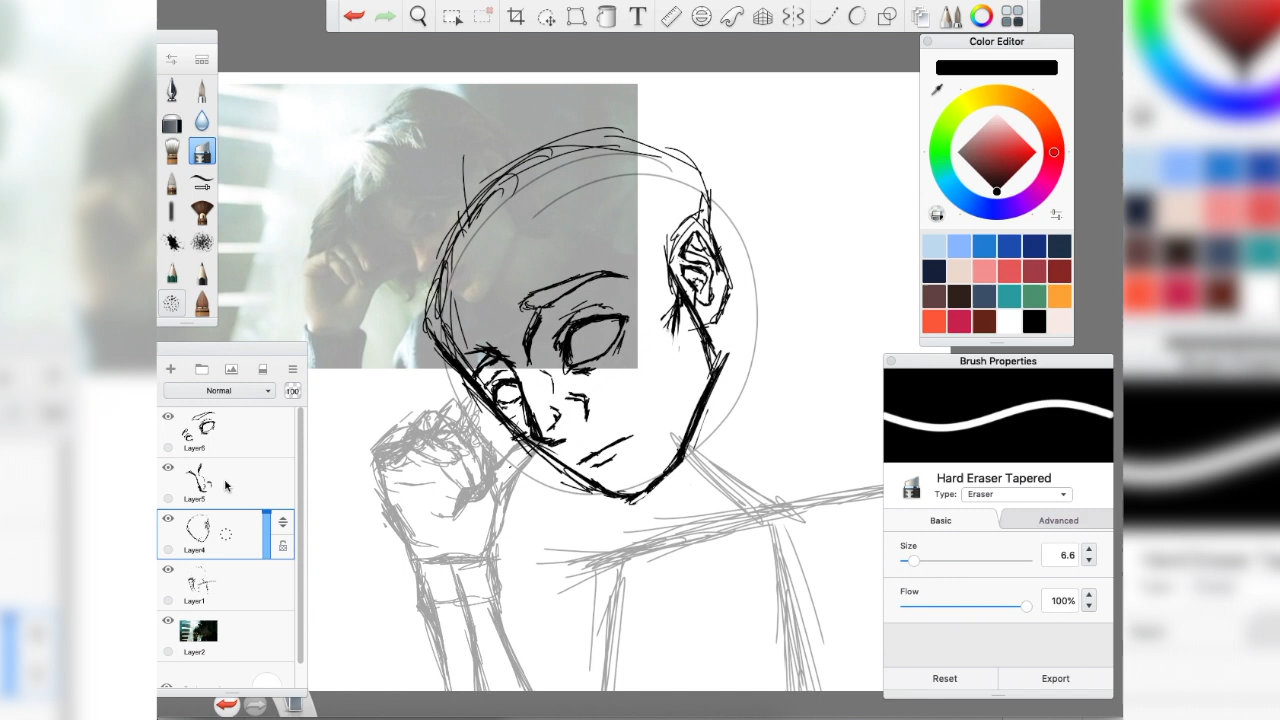 T
Color Editor
Brush Properties
Normal
100
Layer6
Layer5
Layer4
Layer1
Layer2
Hard Eraser Tapered
Type: Eraser
Basic
Advanced
Size
6.6
Flow
100%
Reset
Export